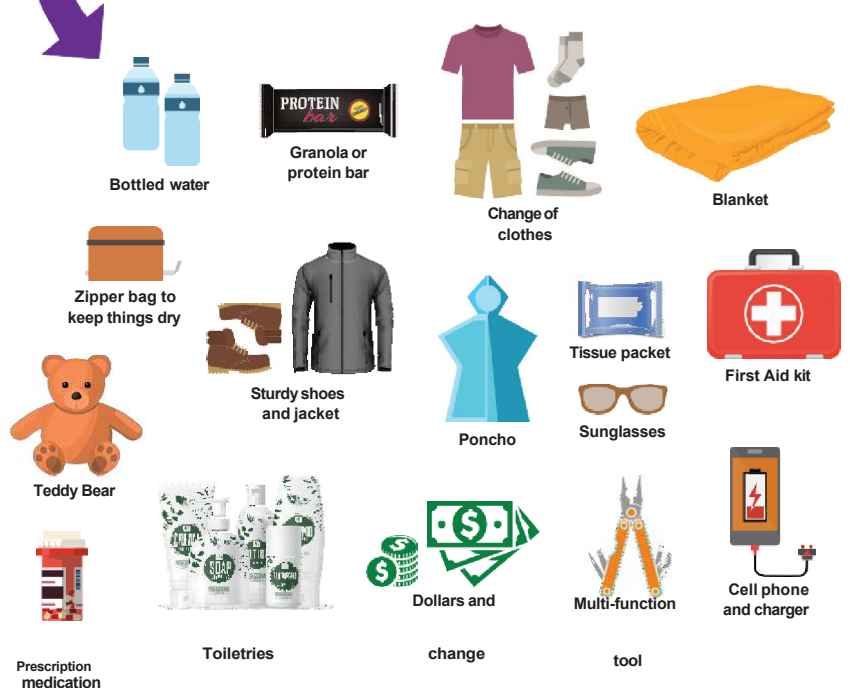 PROTEIN
bar
Bottled water
Granola or
protein bar
Change of
clothes
Blanket
Zipper bag to
keep things dry
Sturdy shoes
and jacket
Poncho
Tissue packet
Sunglasses
First Aid kit
Teddy Bear
SOAP
Prescription
medication
Toiletries
Dollars and
change
Multi-function
tool
Cell phone
and charger